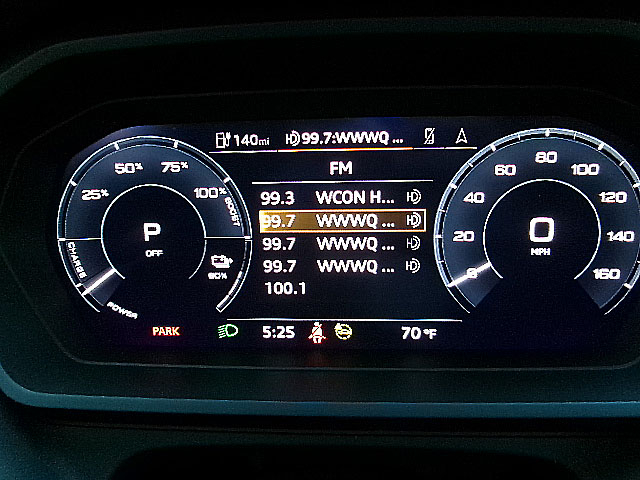 140mi 99.7:WWWQ ...
FM
99.3 WCON H...
99.7 WWWQ ...
99.7 WWWQ ...
99.7 WWWQ ...
100.1
25% 50% 75% 100%
BOOST
P
OFF
CHARGE
POWER
90%
0 20 40 60 80 100 120 140 160
0
MPH
PARK 5:25 70°F